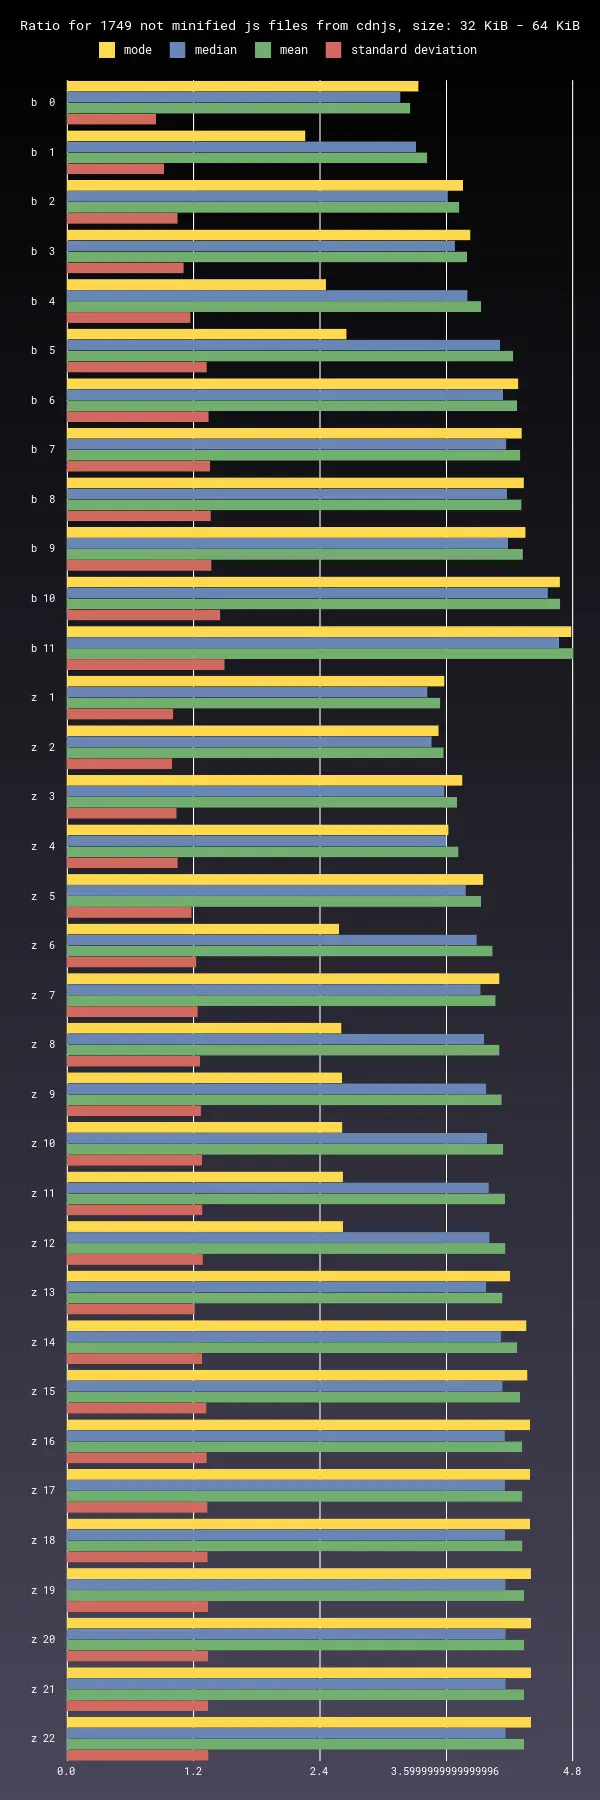 Ratio for 1749 not minified js files from cdnjs, size: 32 KiB - 64 KiB
mode median mean standard deviation
b 0
b 1
b 2
b 3
b 4
b 5
b 6
b 7
b 8
b 9
b 10
b 11
z 1
z 2
z 3
z 4
z 5
z 6
z 7
z 8
z 9
z 10
z 11
z 12
z 13
z 14
z 15
z 16
z 17
z 18
z 19
z 20
z 21
z 22
0.0 1.2 2.4 3.5999999999999996 4.8